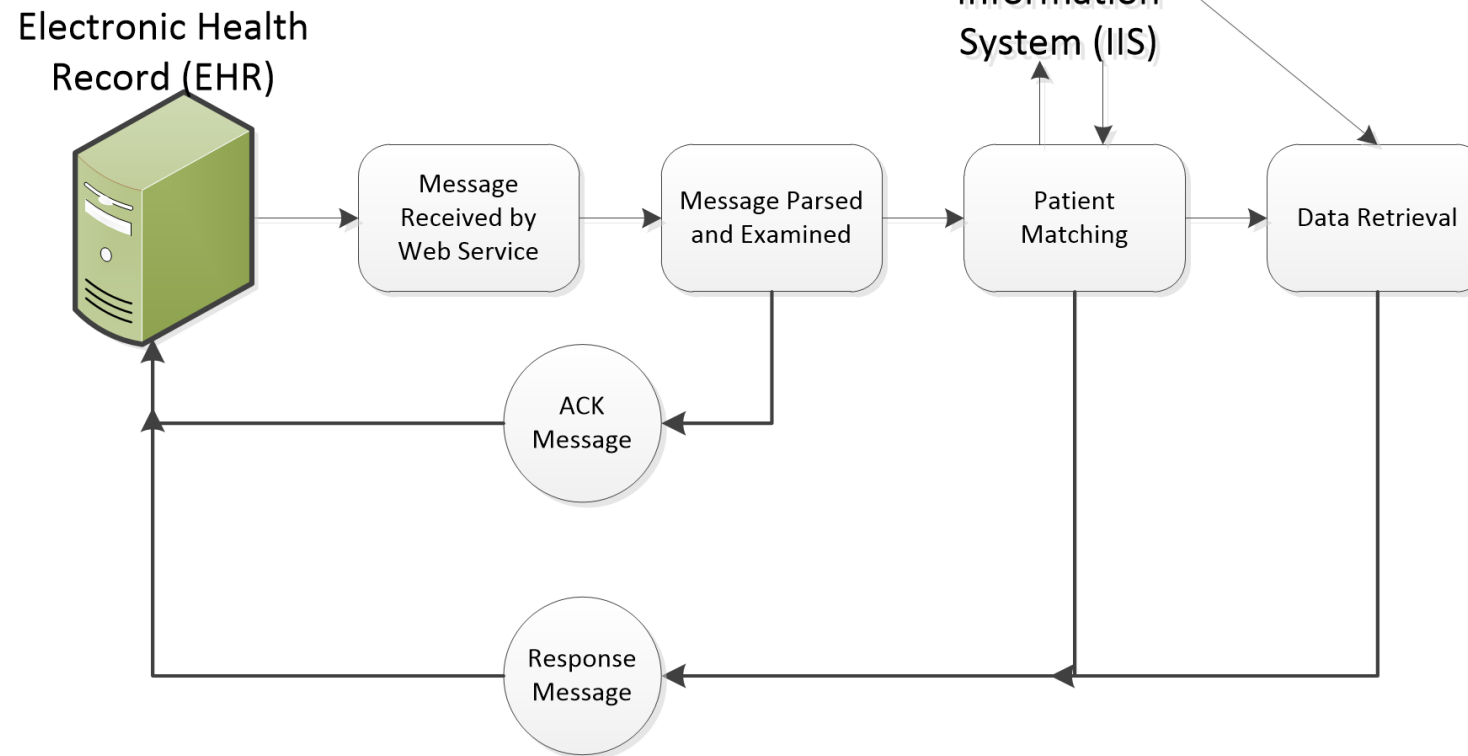 Electronic Health
Record (EHR)
Information
System (IIS)
Message
Received by
Web Service
Message Parsed
and Examined
Patient
Matching
Data Retrieval
ACK
Message
Response
Message